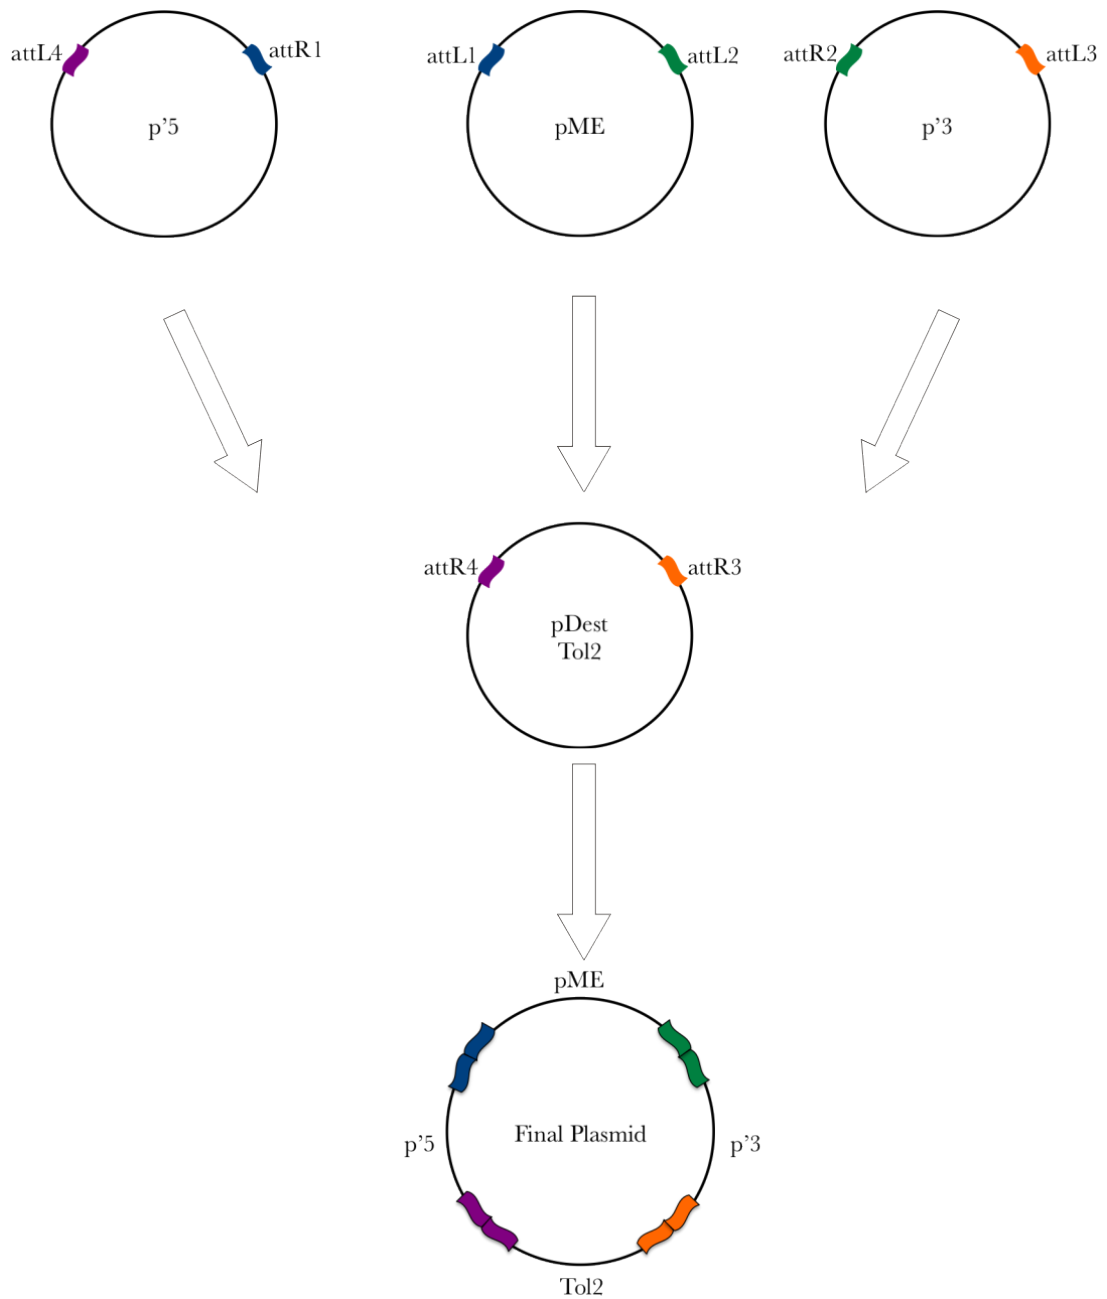 attL4
attR1
attL1
attL2
attR2
attL3
p’5
pME
p’3
attR4
attR3
pDest
Tol2
pME
Final Plasmid
p’5
p’3
Tol2